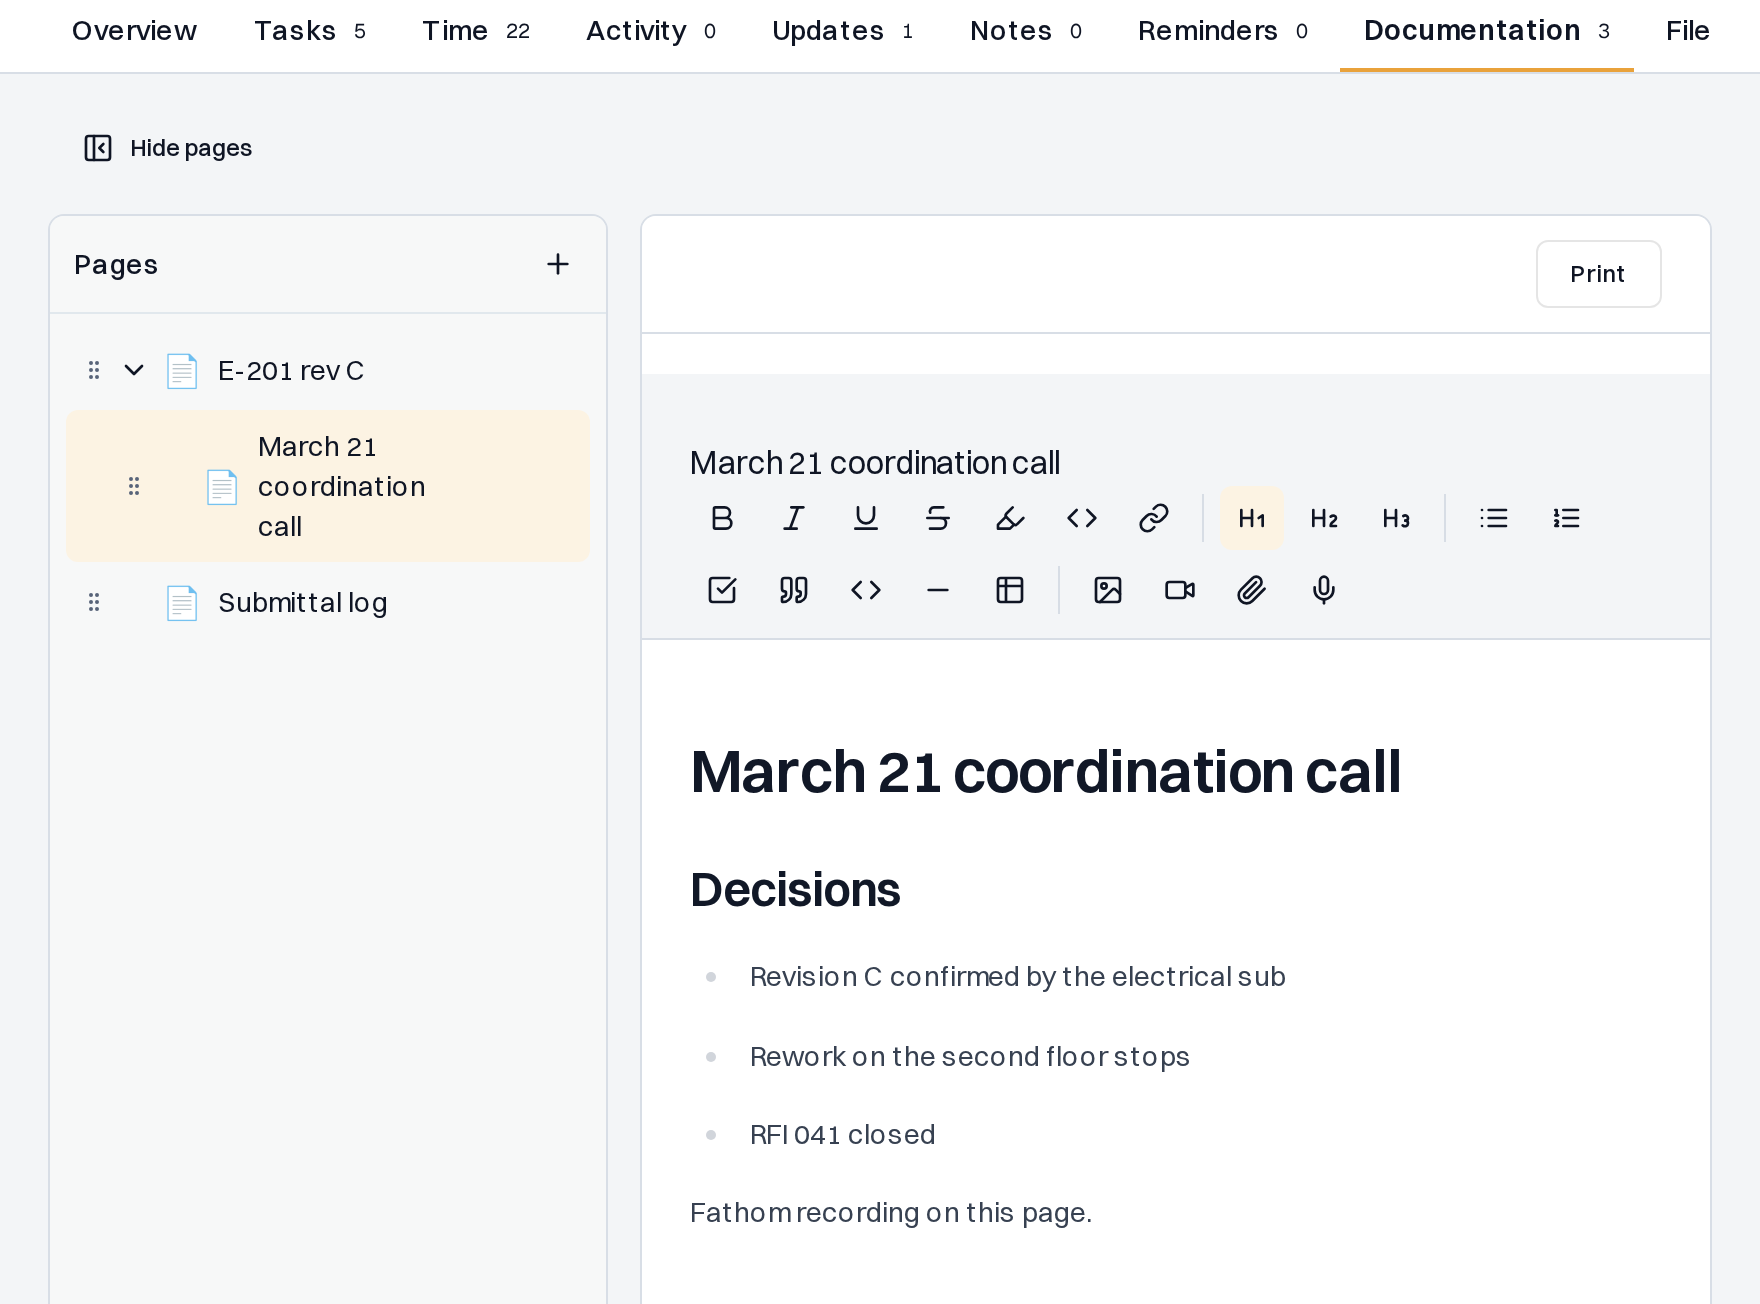 Overview Tasks 5 Time 22 Activity 0 Updates 1 Notes 0 Reminders 0 Documentation 3 File
Hide pages
Pages
Print
E-201 rev C
March 21
coordination
call
Submittal log
March 21 coordination call
H1 H2 H3
March 21 coordination call
Decisions
Revision C confirmed by the electrical sub
Rework on the second floor stops
RFI 041 closed
Fathom recording on this page.